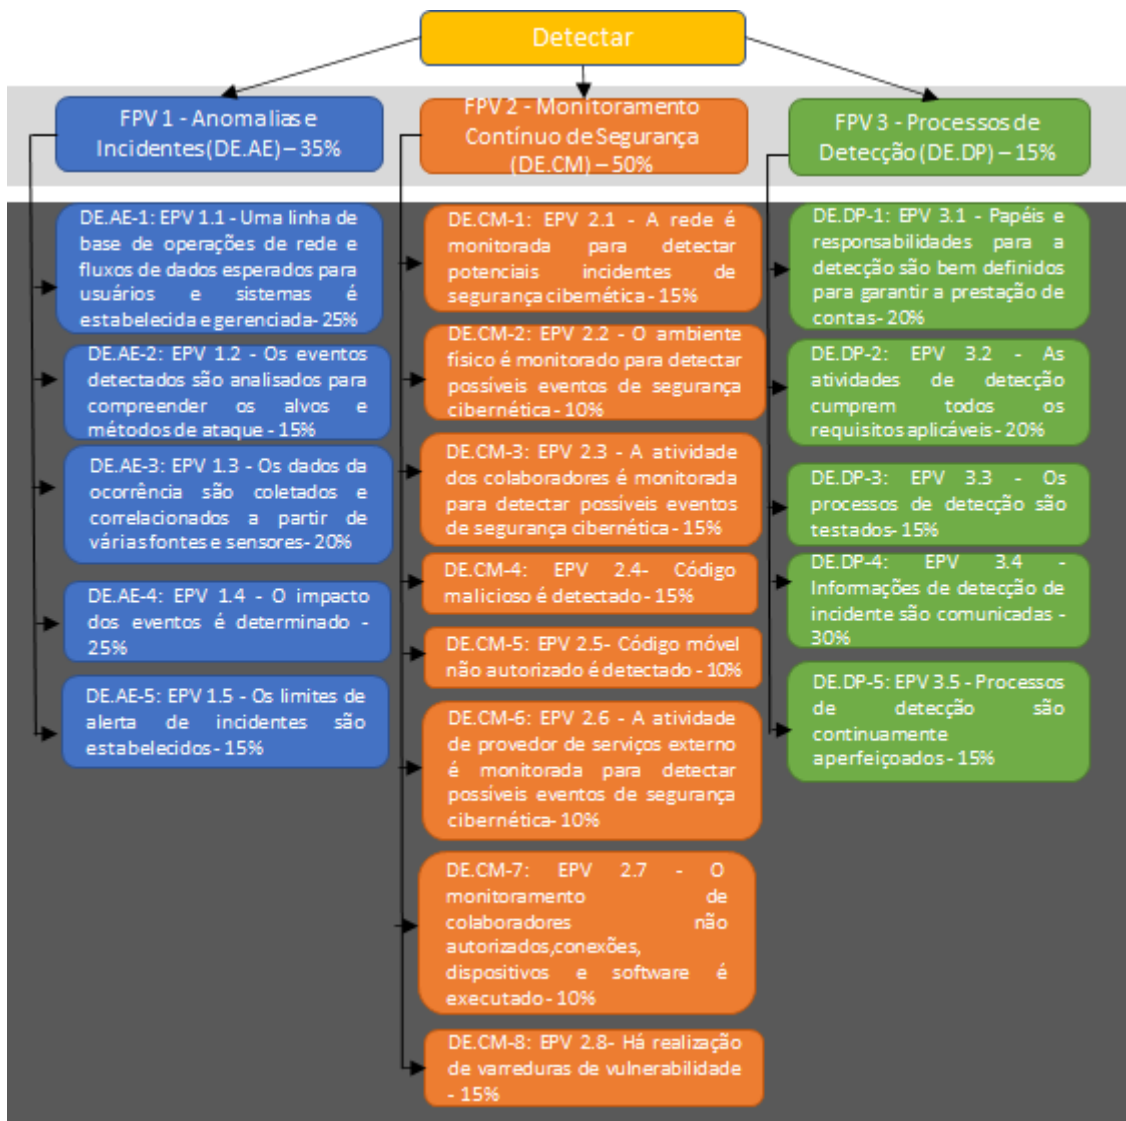 Detectar
FPV 1 - Anomalias e
Incidentes (DE.AE) – 35%
FPV 2 - Monitoramento
Contínuo de Segurança
(DE.CM) – 50%
FPV 3 - Processos de
Detecção (DE.DP) – 15%
DE.AE-1: EPV 1.1 - Uma linha de
base de operações de rede e
fluxos de dados esperados para
usuários e sistemas é
estabelecida e gerenciada- 25%
DE.AE-2: EPV 1.2 - Os eventos
detectados são analisados para
compreender os alvos e
métodos de ataque - 15%
DE.AE-3: EPV 1.3 - Os dados da
ocorrência são coletados e
correlacionados a partir de
várias fontes e sensores- 20%
DE.AE-4: EPV 1.4 - O impacto
dos eventos é determinado -
25%
DE.AE-5: EPV 1.5 - Os limites de
alerta de incidentes são
estabelecidos - 15%
DE.CM-1: EPV 2.1 - A rede é
monitorada para detectar
potenciais incidentes de
segurança cibernética - 15%
DE.CM-2: EPV 2.2 - O ambiente
físico é monitorado para detectar
possíveis eventos de segurança
cibernética - 10%
DE.CM-3: EPV 2.3 - A atividade
dos colaboradores é monitorada
para detectar possíveis eventos
de segurança cibernética - 15%
DE.CM-4: EPV 2.4- Código
malicioso é detectado - 15%
DE.CM-5: EPV 2.5- Código móvel
não autorizado é detectado - 10%
DE.CM-6: EPV 2.6 - A atividade
de provedor de serviços externo
é monitorada para detectar
possíveis eventos de segurança
cibernética- 10%
DE.CM-7: EPV 2.7 - O
monitoramento de
colaboradores não
autorizados,conexões,
dispositivos e software é
executado - 10%
DE.CM-8: EPV 2.8- Há realização
de varreduras de vulnerabilidade
- 15%
DE.DP-1: EPV 3.1 - Papéis e
responsabilidades para a
detecção são bem definidos
para garantir a prestação de
contas- 20%
DE.DP-2: EPV 3.2 - As
atividades de detecção
cumprem todos os
requisitos aplicáveis - 20%
DE.DP-3: EPV 3.3 - Os
processos de detecção são
testados- 15%
DE.DP-4: EPV 3.4 -
Informações de detecção de
incidente são comunicadas -
30%
DE.DP-5: EPV 3.5 - Processos
de detecção são
continuamente
aperfeiçoados - 15%